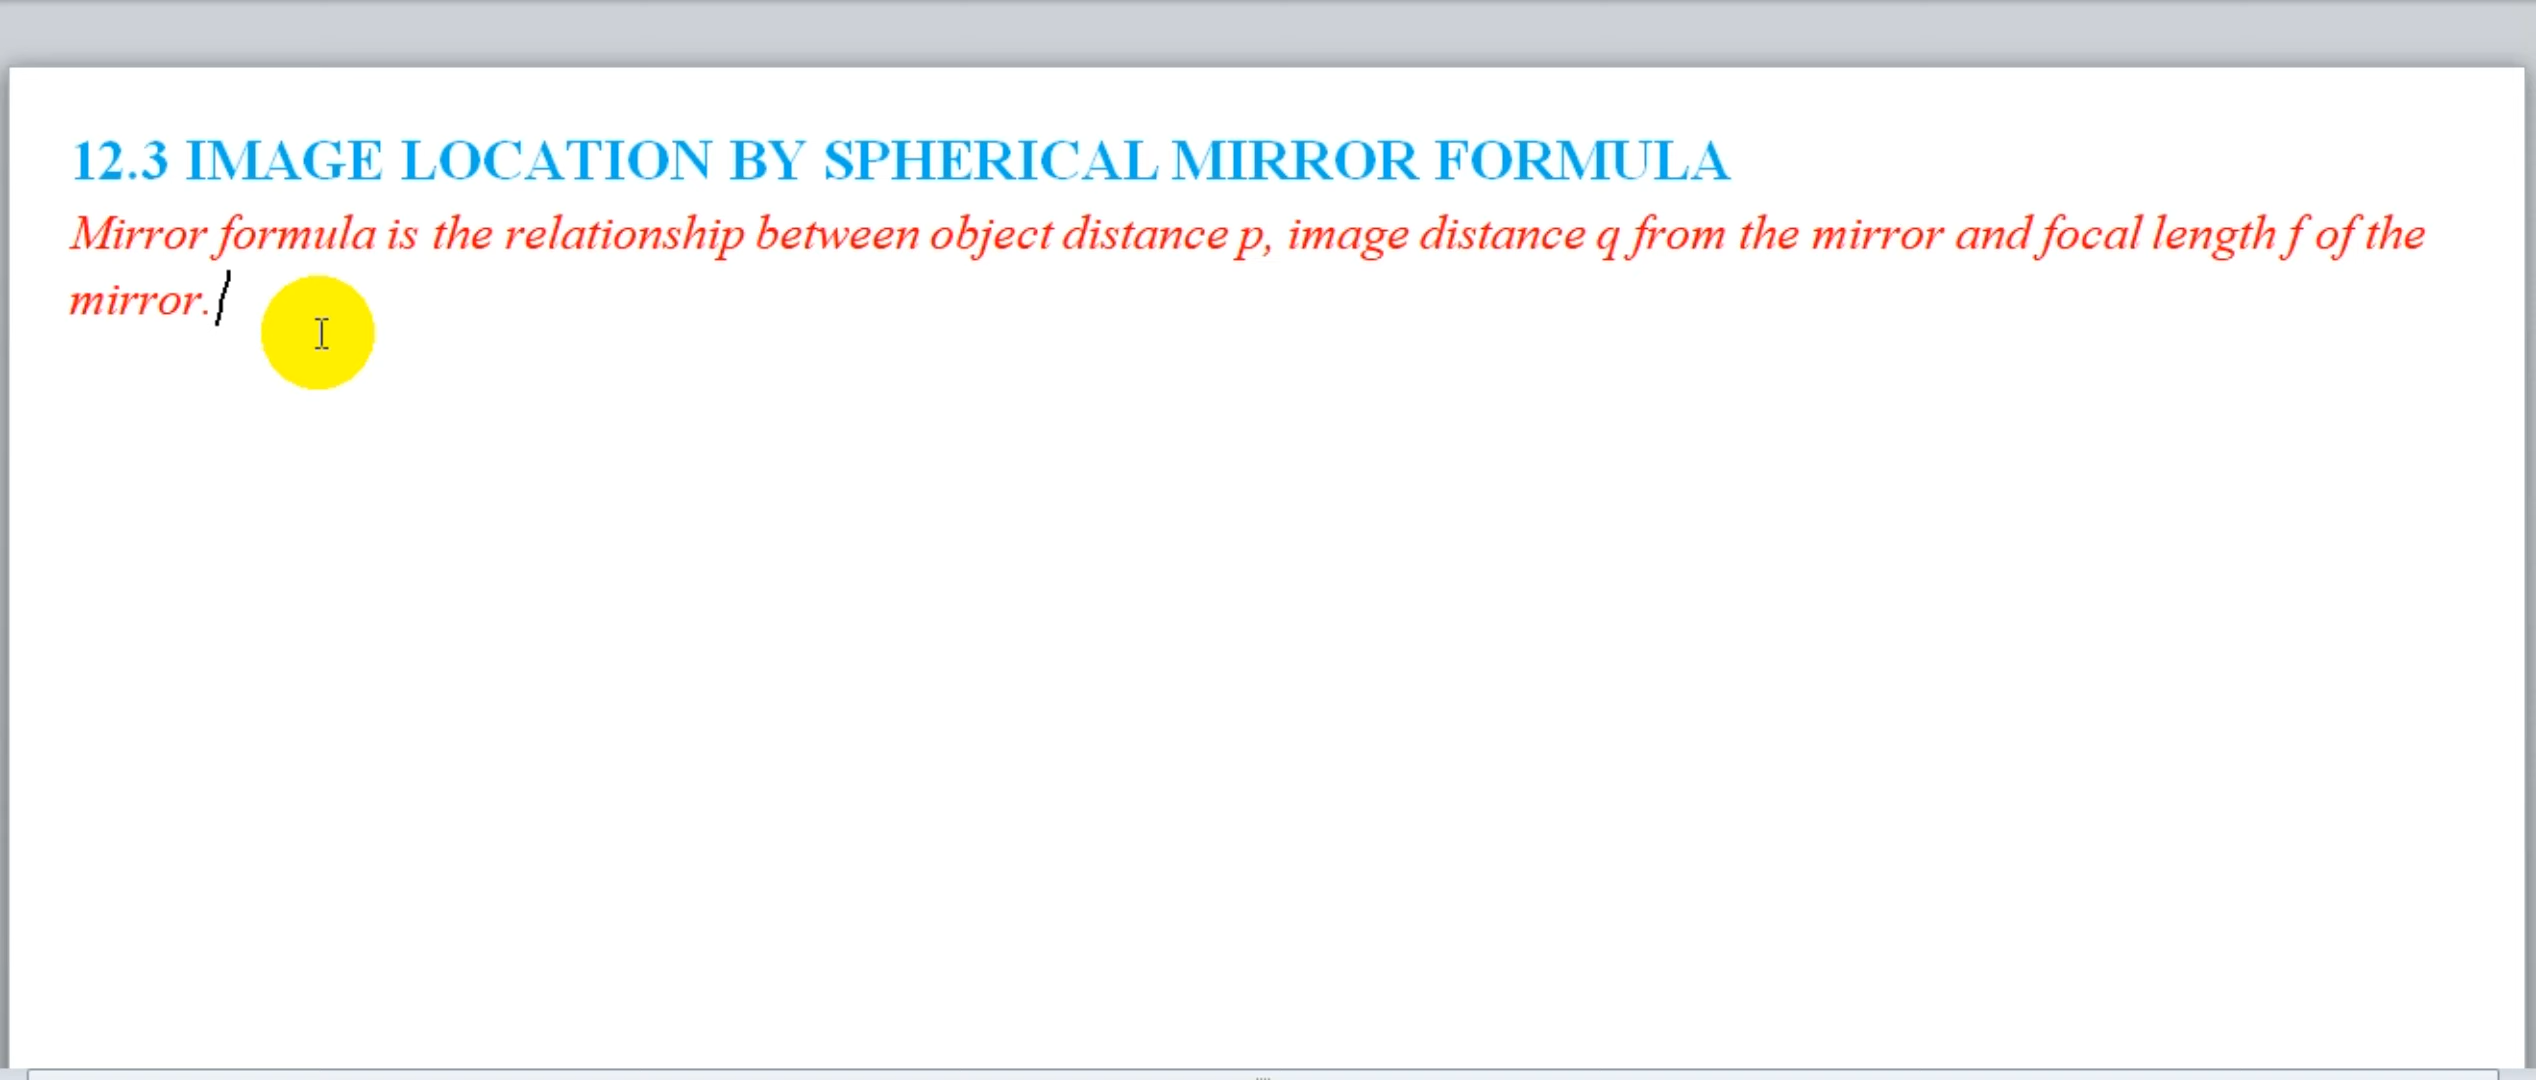 12.3 IMAGE LOCATION BY SPHERICAL MIRROR FORMULA
Mirror formula is the relationship between object distance p, image distance q from the mirror and focal length f of the
mirror.